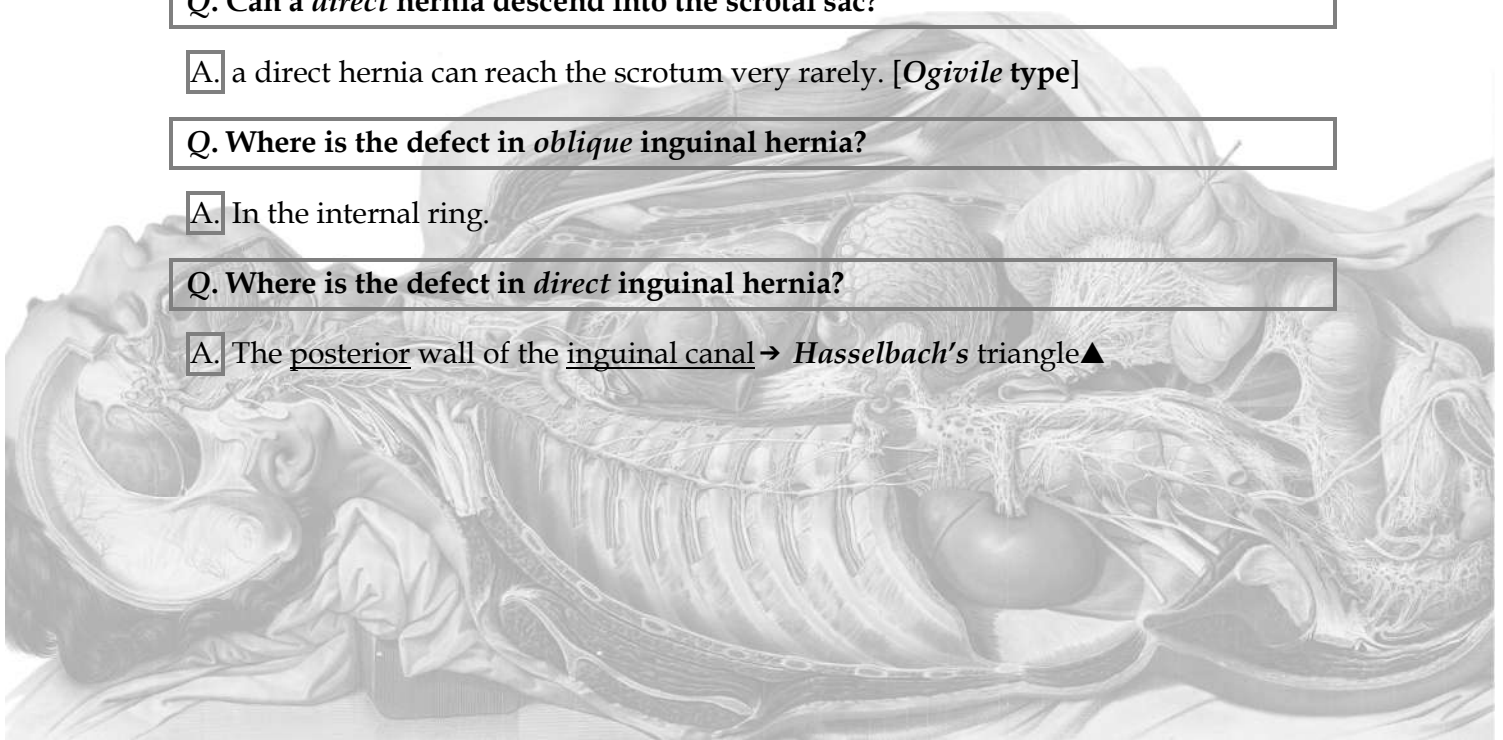 Q. Can a direct hernia descend into the scrotal sac?
A. a direct hernia can reach the scrotum very rarely. [Ogivile type]
Q. Where is the defect in oblique inguinal hernia?
A. In the internal ring.
Q. Where is the defect in direct inguinal hernia?
A. The posterior wall of the inguinal canal➔ Hasselbach's triangle▲